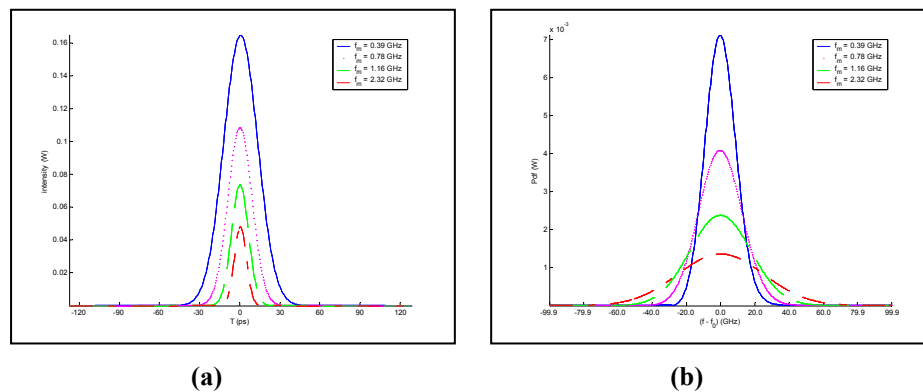 0.16
0.14
0.12
0.1
0.08
0.06
0.04
0.02
intensity (W)
-120 -90 -60 -30 0 30 60 90 120
T (ps)
f_m = 0.39 GHz
f_m = 0.78 GHz
f_m = 1.16 GHz
f_m = 2.32 GHz
(a)
x 10^-3
7
6
5
4
3
2
1
Pdf (W)
-99.9 -79.9 -60.0 -40.0 -20.0 0.0 20.0 40.0 60.0 79.9 99.9
(f - f_0) (GHz)
f_m = 0.39 GHz
f_m = 0.78 GHz
f_m = 1.16 GHz
f_m = 2.32 GHz
(b)